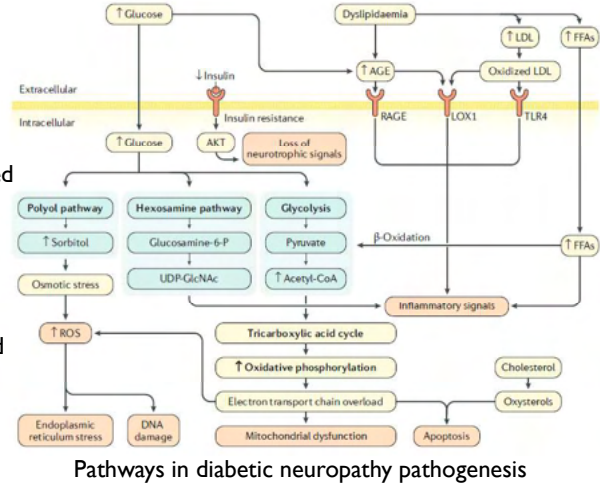 ↑ Glucose
Dyslipidaemia
↑ LDL
↑ FFAs
↓ Insulin
↑ AGE
Oxidized LDL
Extracellular
Intracellular
Insulin resistance
RAGE
LOX1
TLR4
↑ Glucose
AKT
Loss of
neurotrophic signals
ed
Polyol pathway
Hexosamine pathway
Glycolysis
↑ Sorbitol
Glucosamine-6-P
Pyruvate
β-Oxidation
↑ FFAs
Osmotic stress
UDP-GlcNAc
↑ Acetyl-CoA
Inflammatory signals
↑ ROS
Tricarboxylic acid cycle
d
↑ Oxidative phosphorylation
Cholesterol
Electron transport chain overload
Oxysterols
Endoplasmic
reticulum stress
DNA
damage
Mitochondrial dysfunction
Apoptosis
Pathways in diabetic neuropathy pathogenesis